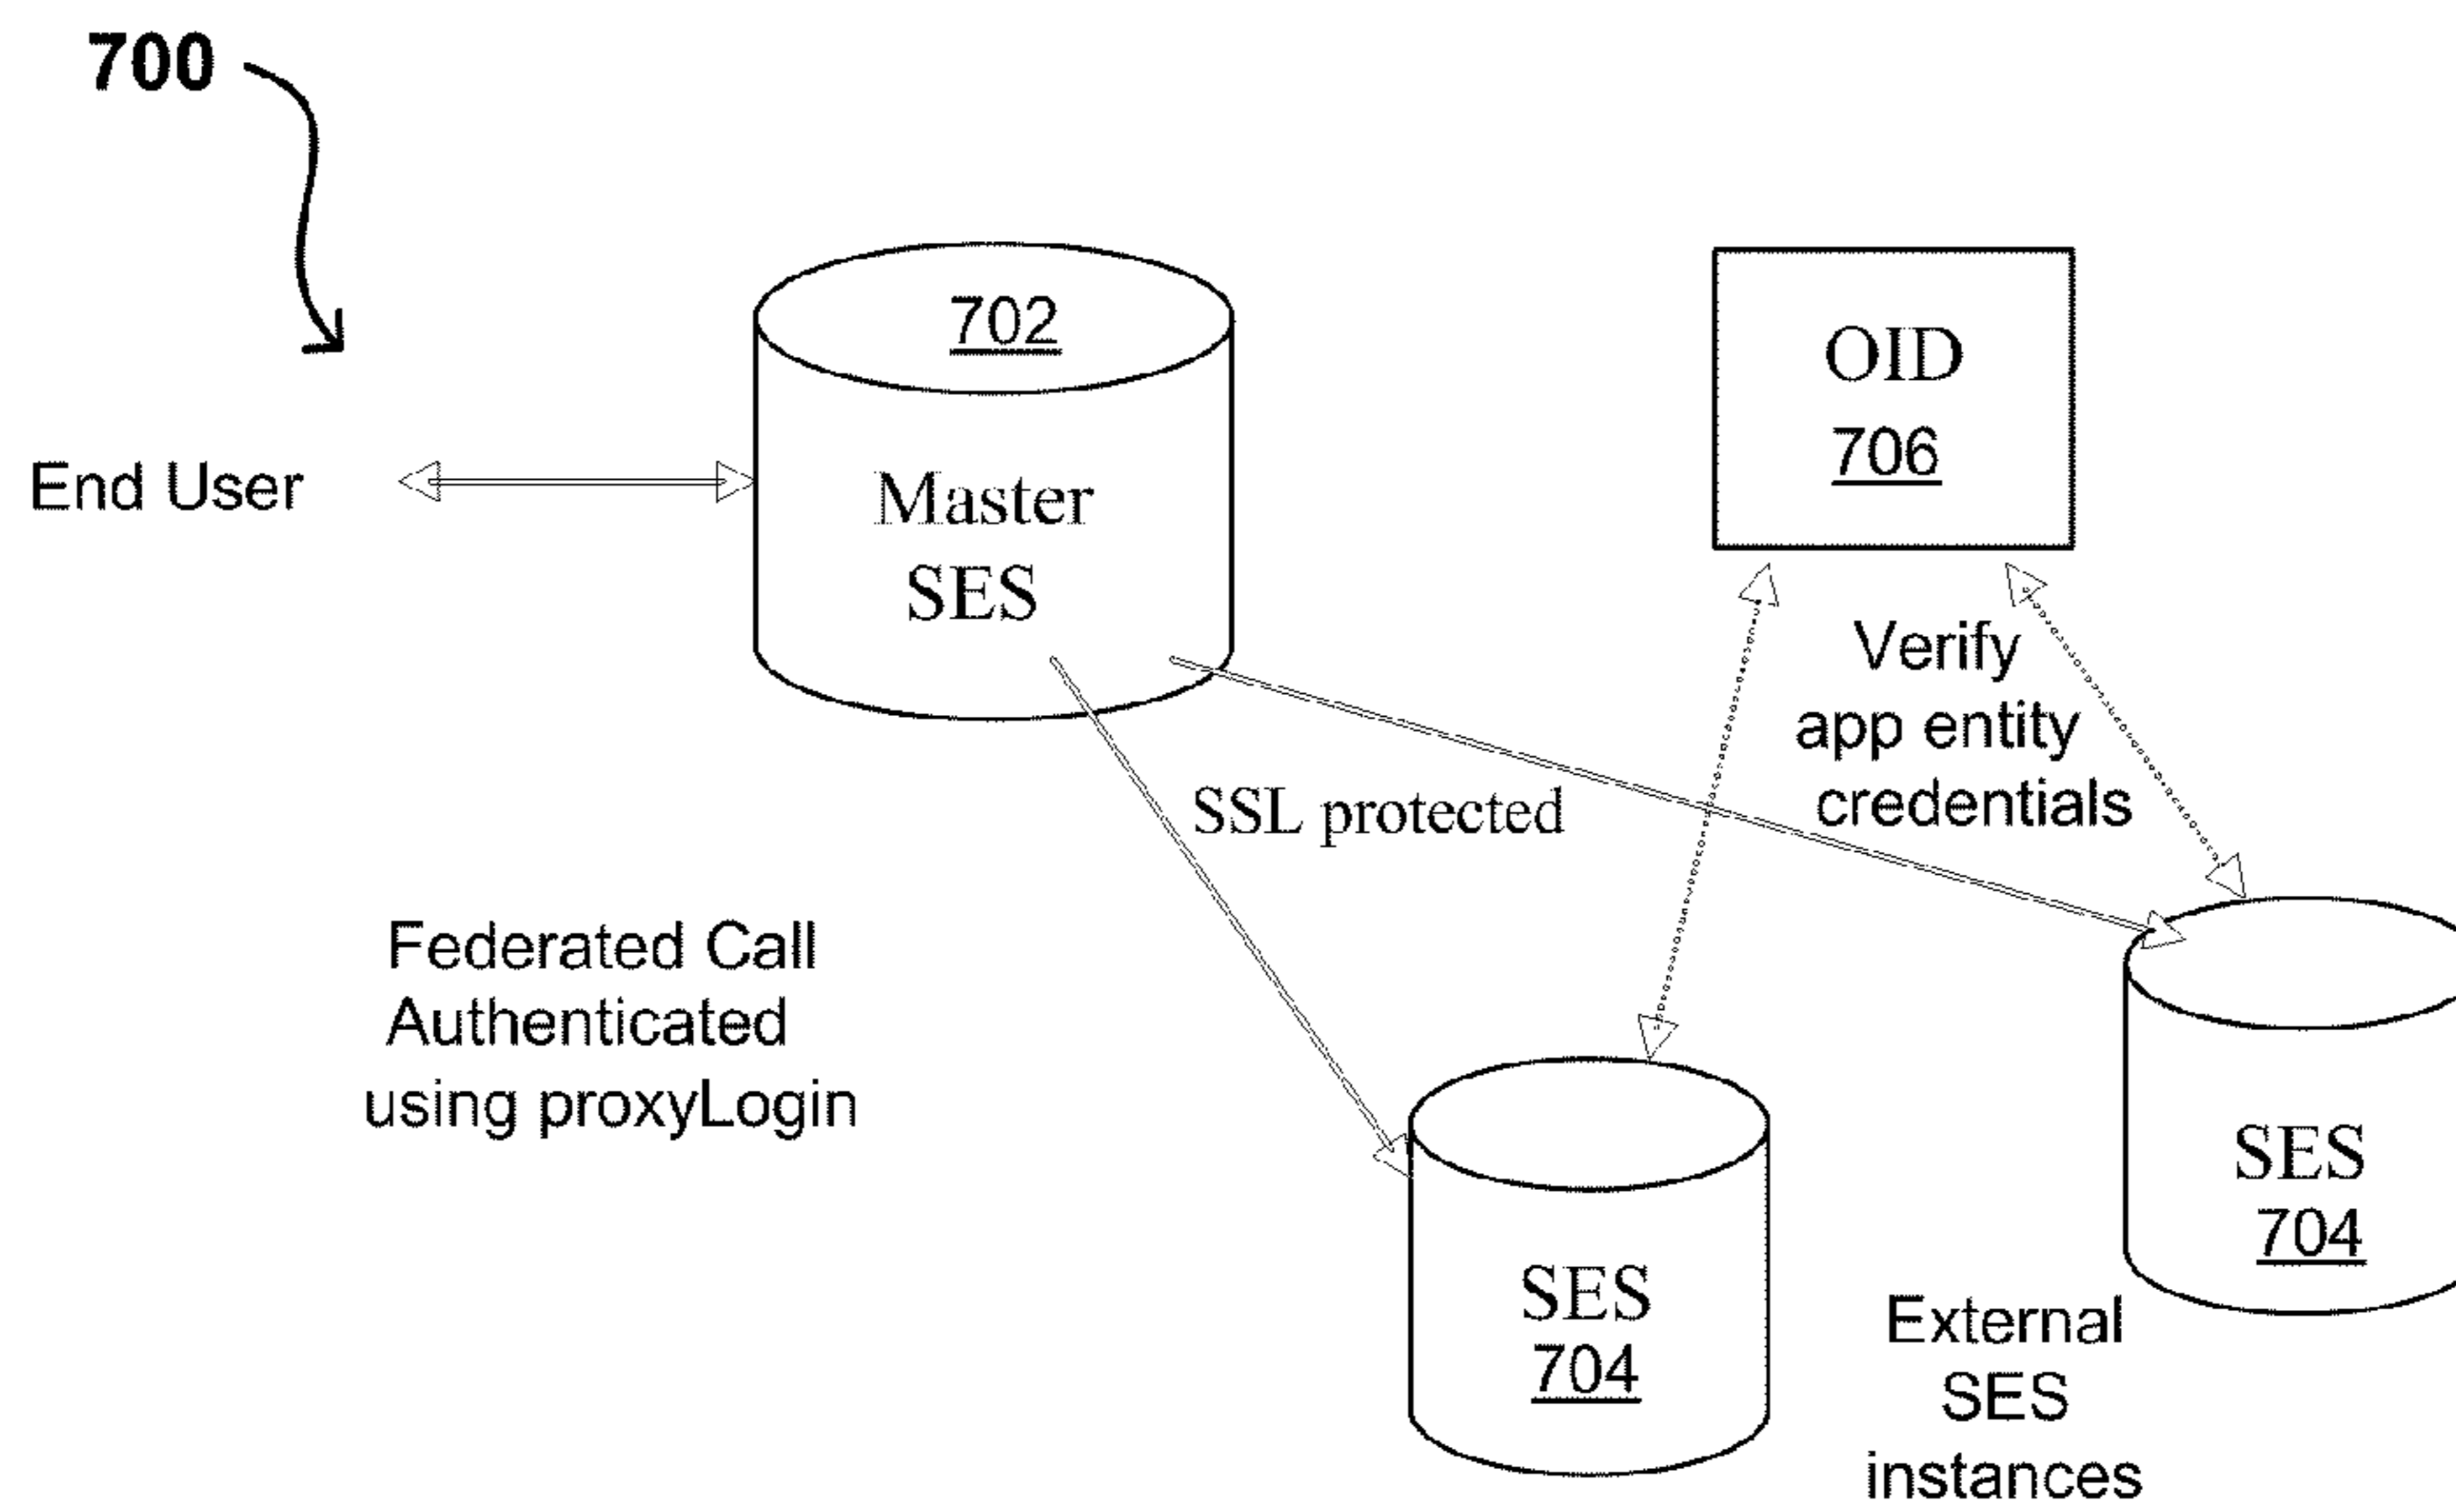 700
702
Master
SES
End User
OID
706
Verify
app entity
credentials
SSL protected
Federated Call
Authenticated
using proxyLogin
SES
704
SES
704
External
SES
instances